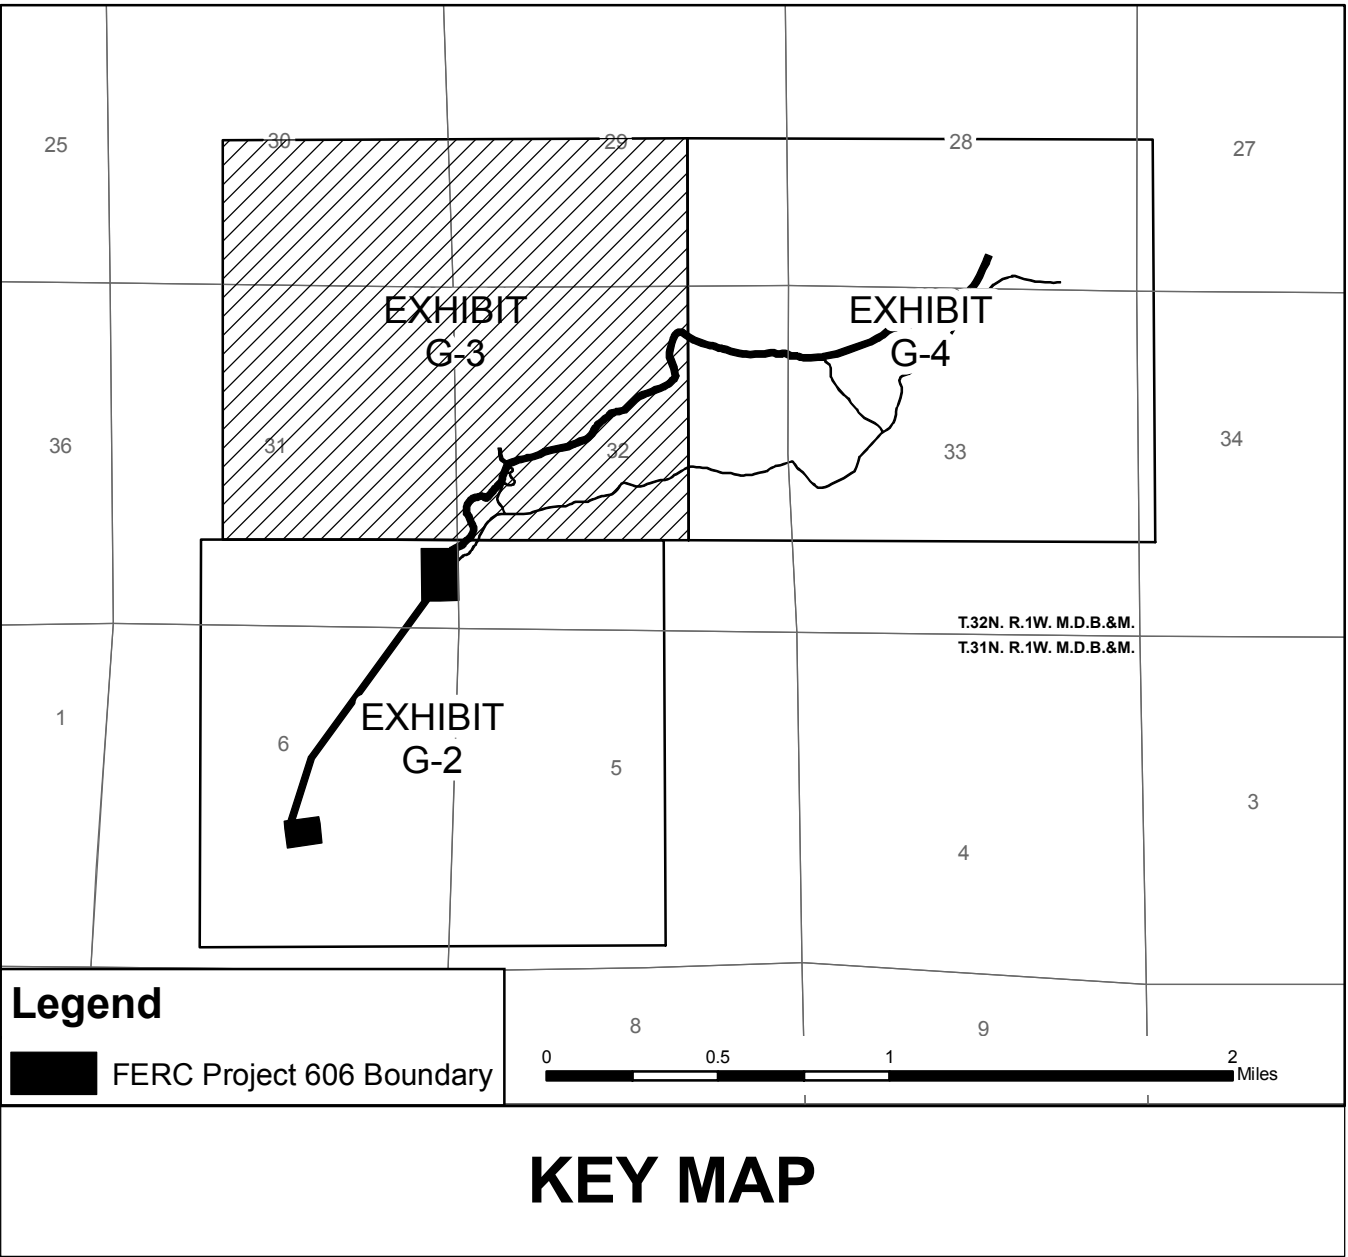 30
29
28
25
27
EXHIBIT
G-3
EXHIBIT
G-4
36
31
32
33
34
T.32N. R.1W. M.D.B.&M.
T.31N. R.1W. M.D.B.&M.
1
6
EXHIBIT
G-2
5
4
3
Legend
FERC Project 606 Boundary
8
9
0 0.5 1 2
Miles
KEY MAP